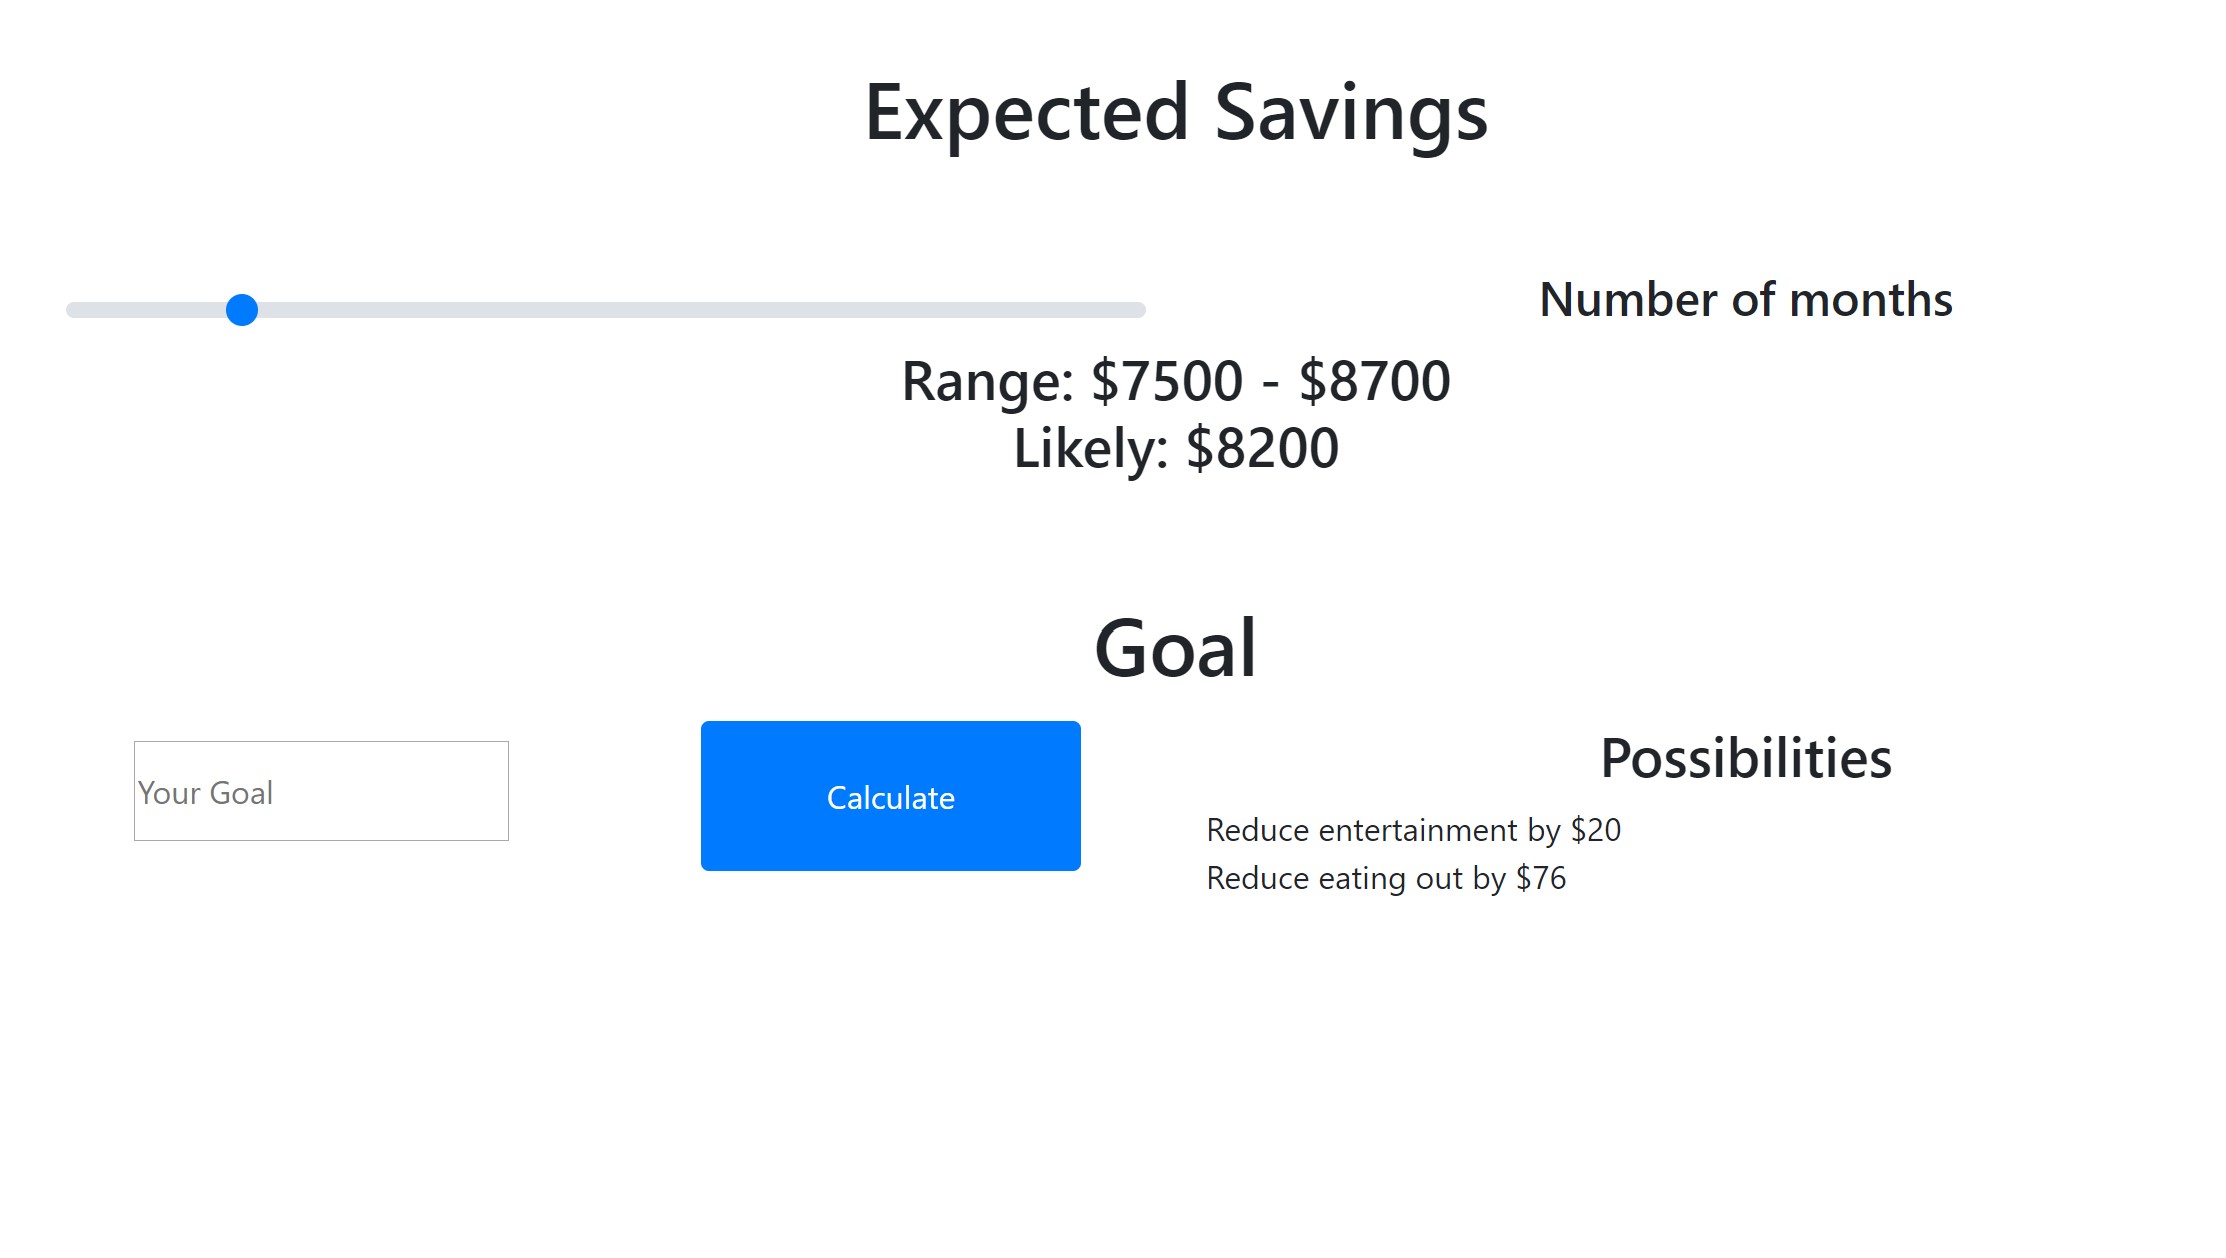 Expected Savings
Number of months
Range: $7500 - $8700
Likely: $8200
Goal
Your Goal
Calculate
Possibilities
Reduce entertainment by $20
Reduce eating out by $76